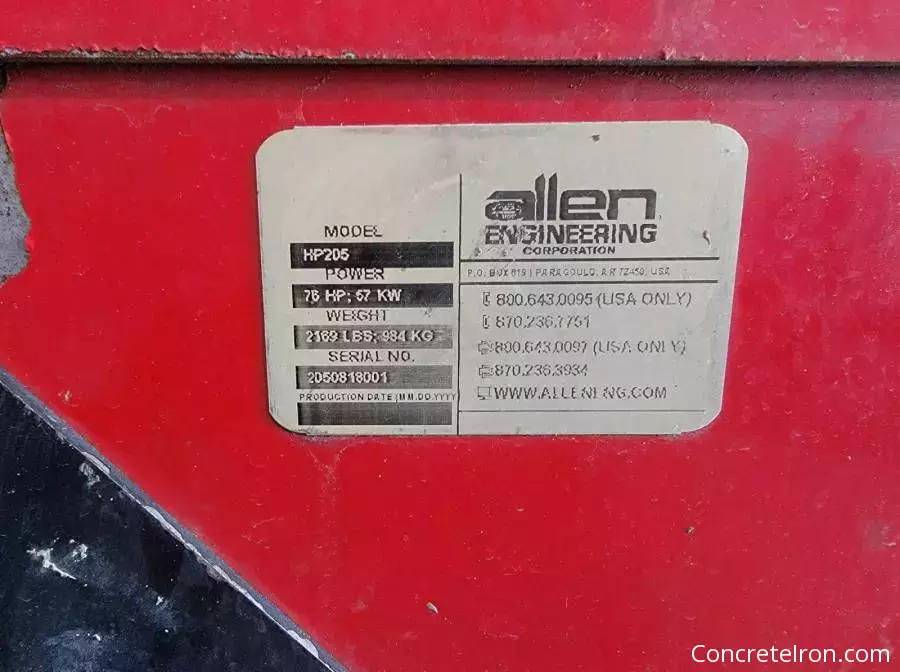 MODEL
HP205
POWER
76 HP; 57 KW
WEIGHT
2169 LBS; 984 KG
SERIAL NO.
2050818001
PRODUCTION DATE (MM.DD.YYYY
allen
ENGINEERING
CORPORATION
P.O. BOX 819 | PARAGOULD, AR 72450, USA
800.643.0095 (USA ONLY)
870.236.7751
800.643.0097 (USA ONLY)
870.236.3934
WWW.ALLENENG.COM
ConcreteIron.com